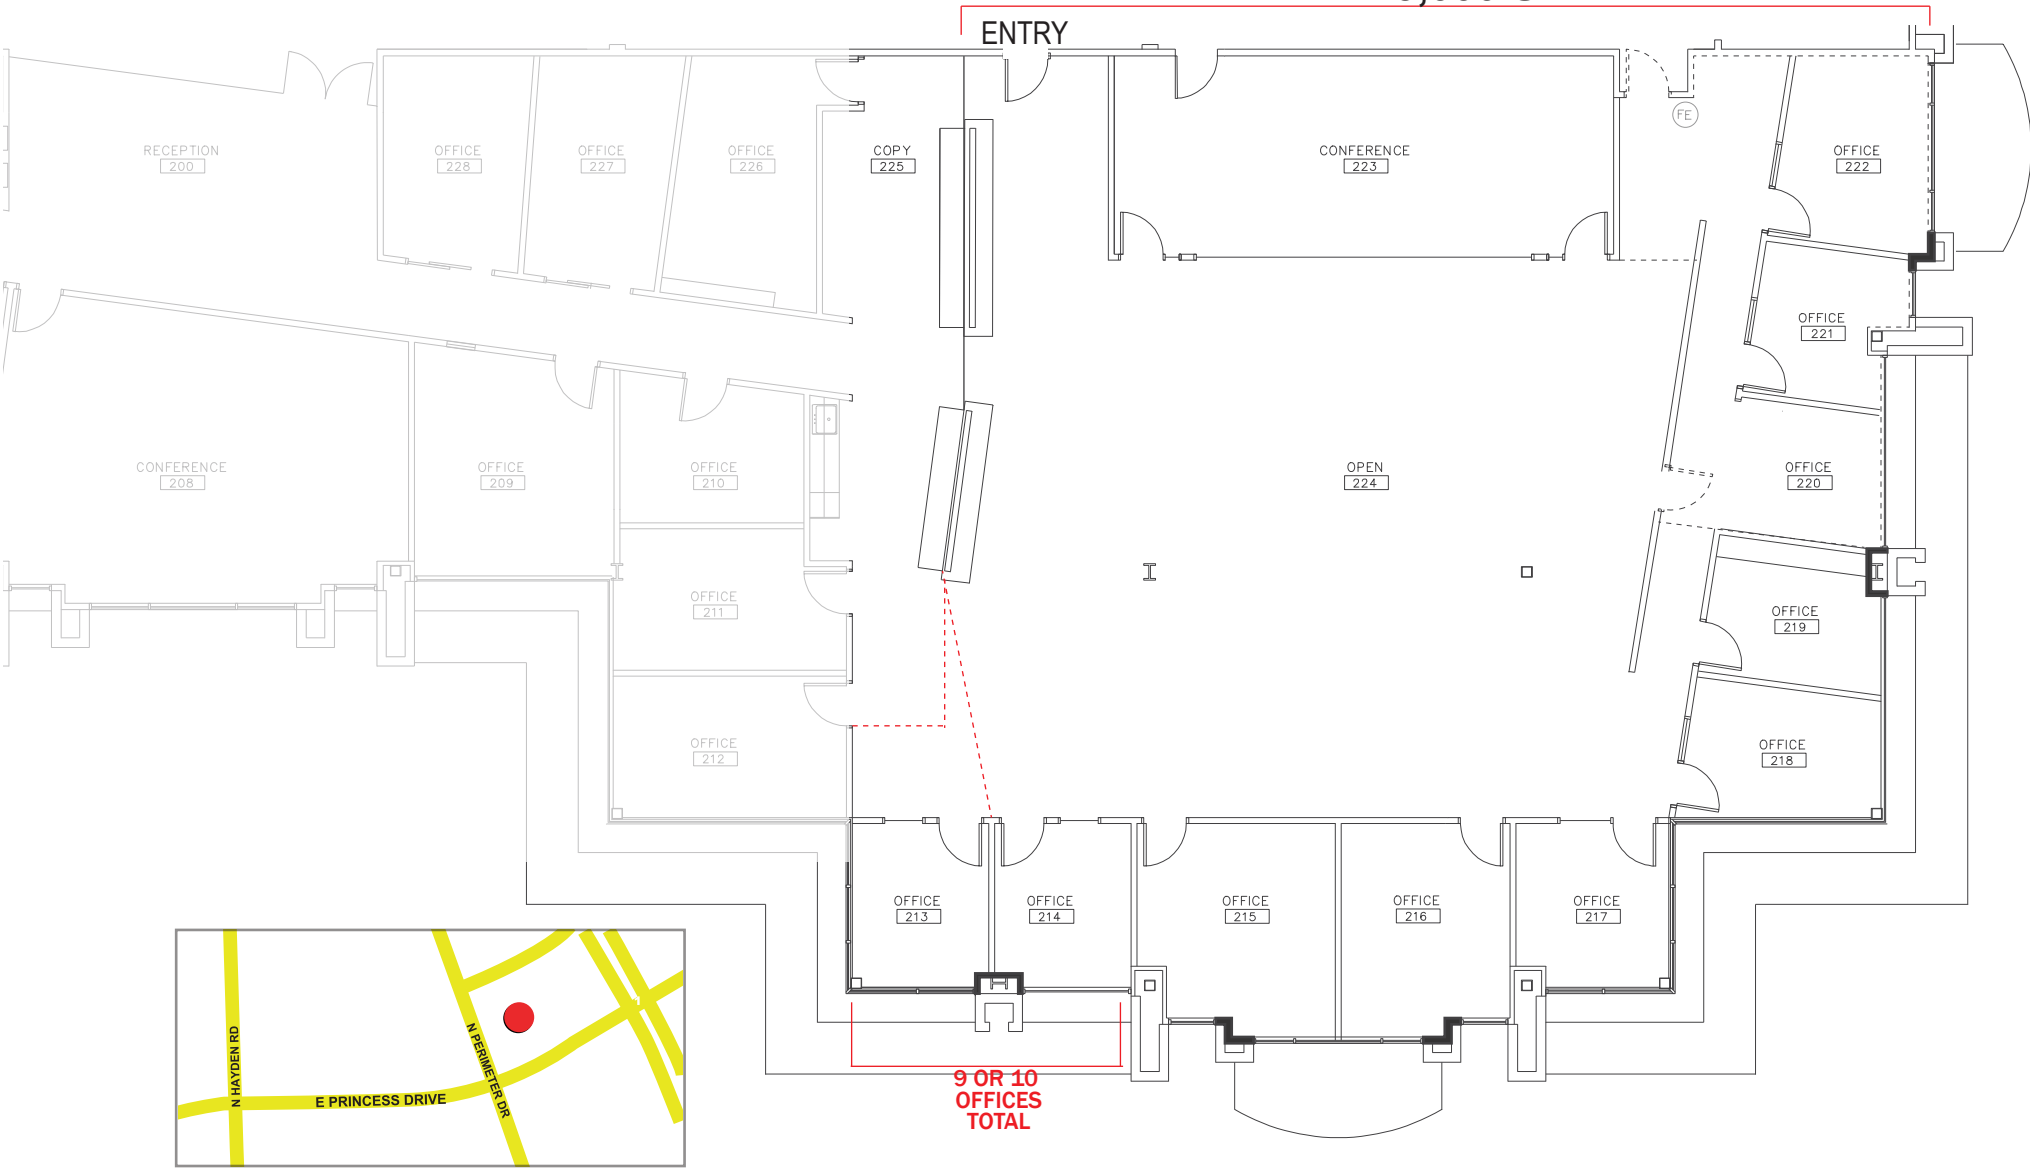 ENTRY
FE
RECEPTION
200
OFFICE
228
OFFICE
227
OFFICE
226
COPY
225
CONFERENCE
223
OFFICE
222
OFFICE
221
CONFERENCE
208
OFFICE
209
OFFICE
210
OPEN
224
OFFICE
220
OFFICE
211
OFFICE
219
OFFICE
212
OFFICE
218
OFFICE
213
OFFICE
214
OFFICE
215
OFFICE
216
OFFICE
217
N HAYDEN RD
N PERIMETER DR
E PRINCESS DRIVE
9 OR 10
OFFICES
TOTAL